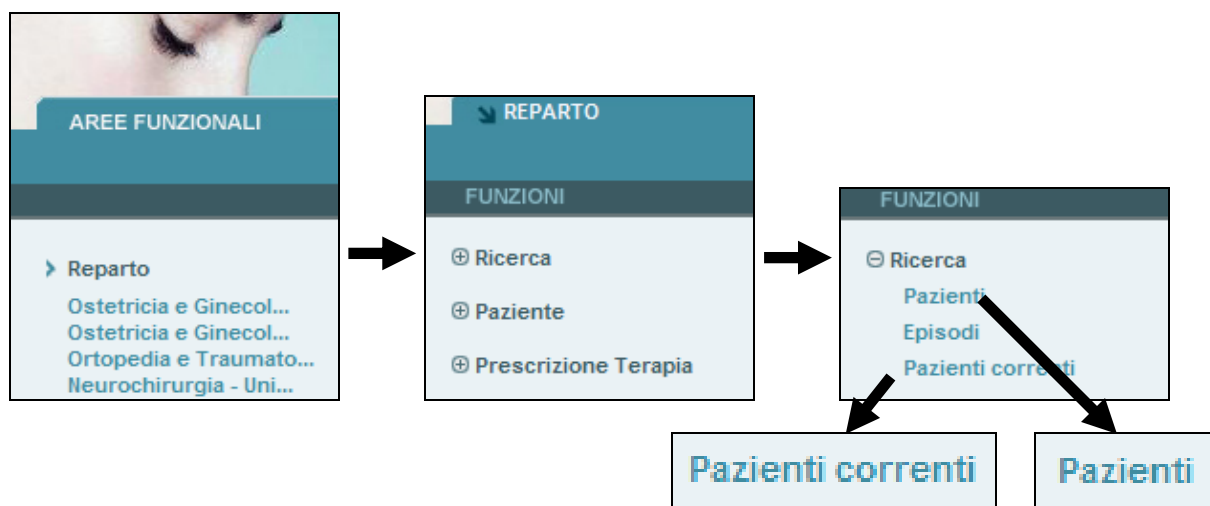 AREE FUNZIONALI
Reparto
Ostetricia e Ginecol...
Ostetricia e Ginecol...
Ortopedia e Traumato...
Neurochirurgia - Uni...
REPARTO
FUNZIONI
Ricerca
Paziente
Prescrizione Terapia
FUNZIONI
Ricerca
Pazienti
Episodi
Pazienti correnti
Pazienti correnti
Pazienti